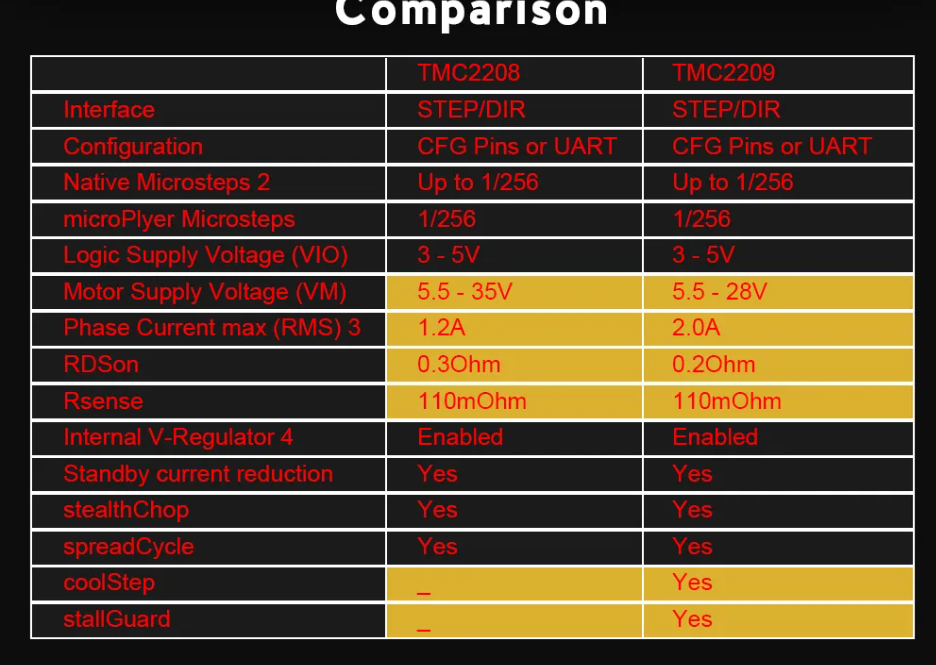 Comparison
TMC2208 TMC2209
Interface STEP/DIR STEP/DIR
Configuration CFG Pins or UART CFG Pins or UART
Native Microsteps 2 Up to 1/256 Up to 1/256
microPlyer Microsteps 1/256 1/256
Logic Supply Voltage (VIO) 3 - 5V 3 - 5V
Motor Supply Voltage (VM) 5.5 - 35V 5.5 - 28V
Phase Current max (RMS) 3 1.2A 2.0A
RDSon 0.3Ohm 0.2Ohm
Rsense 110mOhm 110mOhm
Internal V-Regulator 4 Enabled Enabled
Standby current reduction Yes Yes
stealthChop Yes Yes
spreadCycle Yes Yes
coolStep _ Yes
stallGuard _ Yes